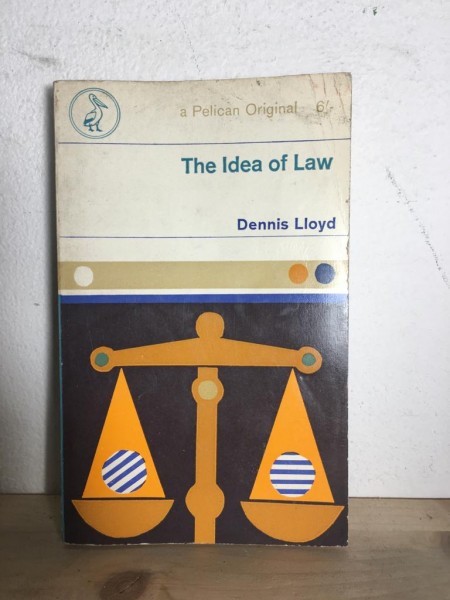 a Pelican Original 6/-
The Idea of Law
Dennis Lloyd